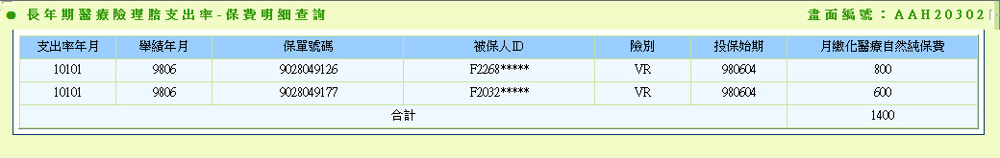 ● 長年期醫療險理賠支出率-保費明細查詢 畫面編號：AAH20302
支出率年月 舉績年月 保單號碼 被保人ID 險別 投保始期 月繳化醫療自然純保費
10101 9806 9028049126 F2268***** VR 980604 800
10101 9806 9028049177 F2032***** VR 980604 600
合計 1400